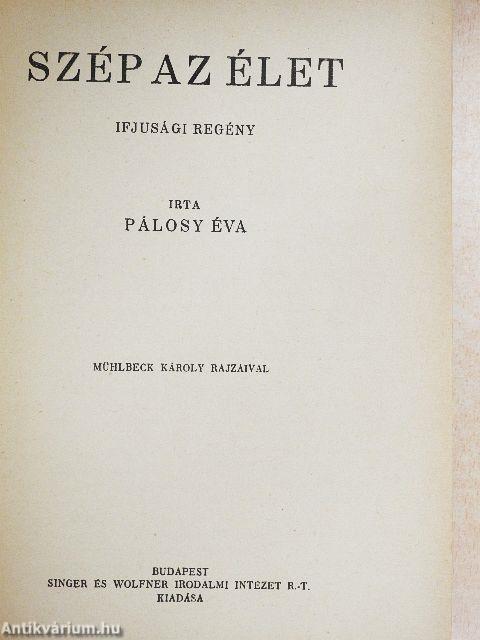 SZÉP AZ ÉLET
IFJUSÁGI REGÉNY
IRTA
PÁLOSY ÉVA
MÜHLBECK KÁROLY RAJZAIVAL
BUDAPEST
SINGER ÉS WOLFNER IRODALMI INTÉZET R.-T.
KIADÁSA
Antikvárium.hu